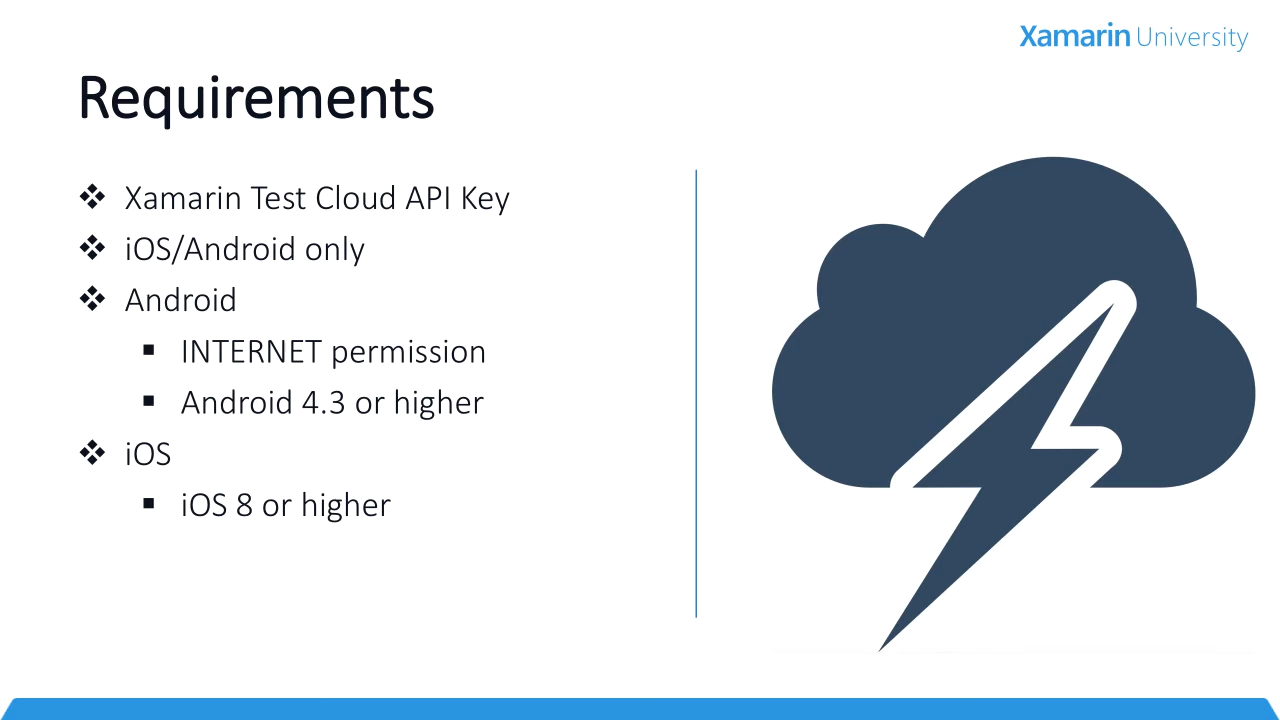 Xamarin University
Requirements
❖ Xamarin Test Cloud API Key
❖ iOS/Android only
❖ Android
▪ INTERNET permission
▪ Android 4.3 or higher
❖ iOS
▪ iOS 8 or higher